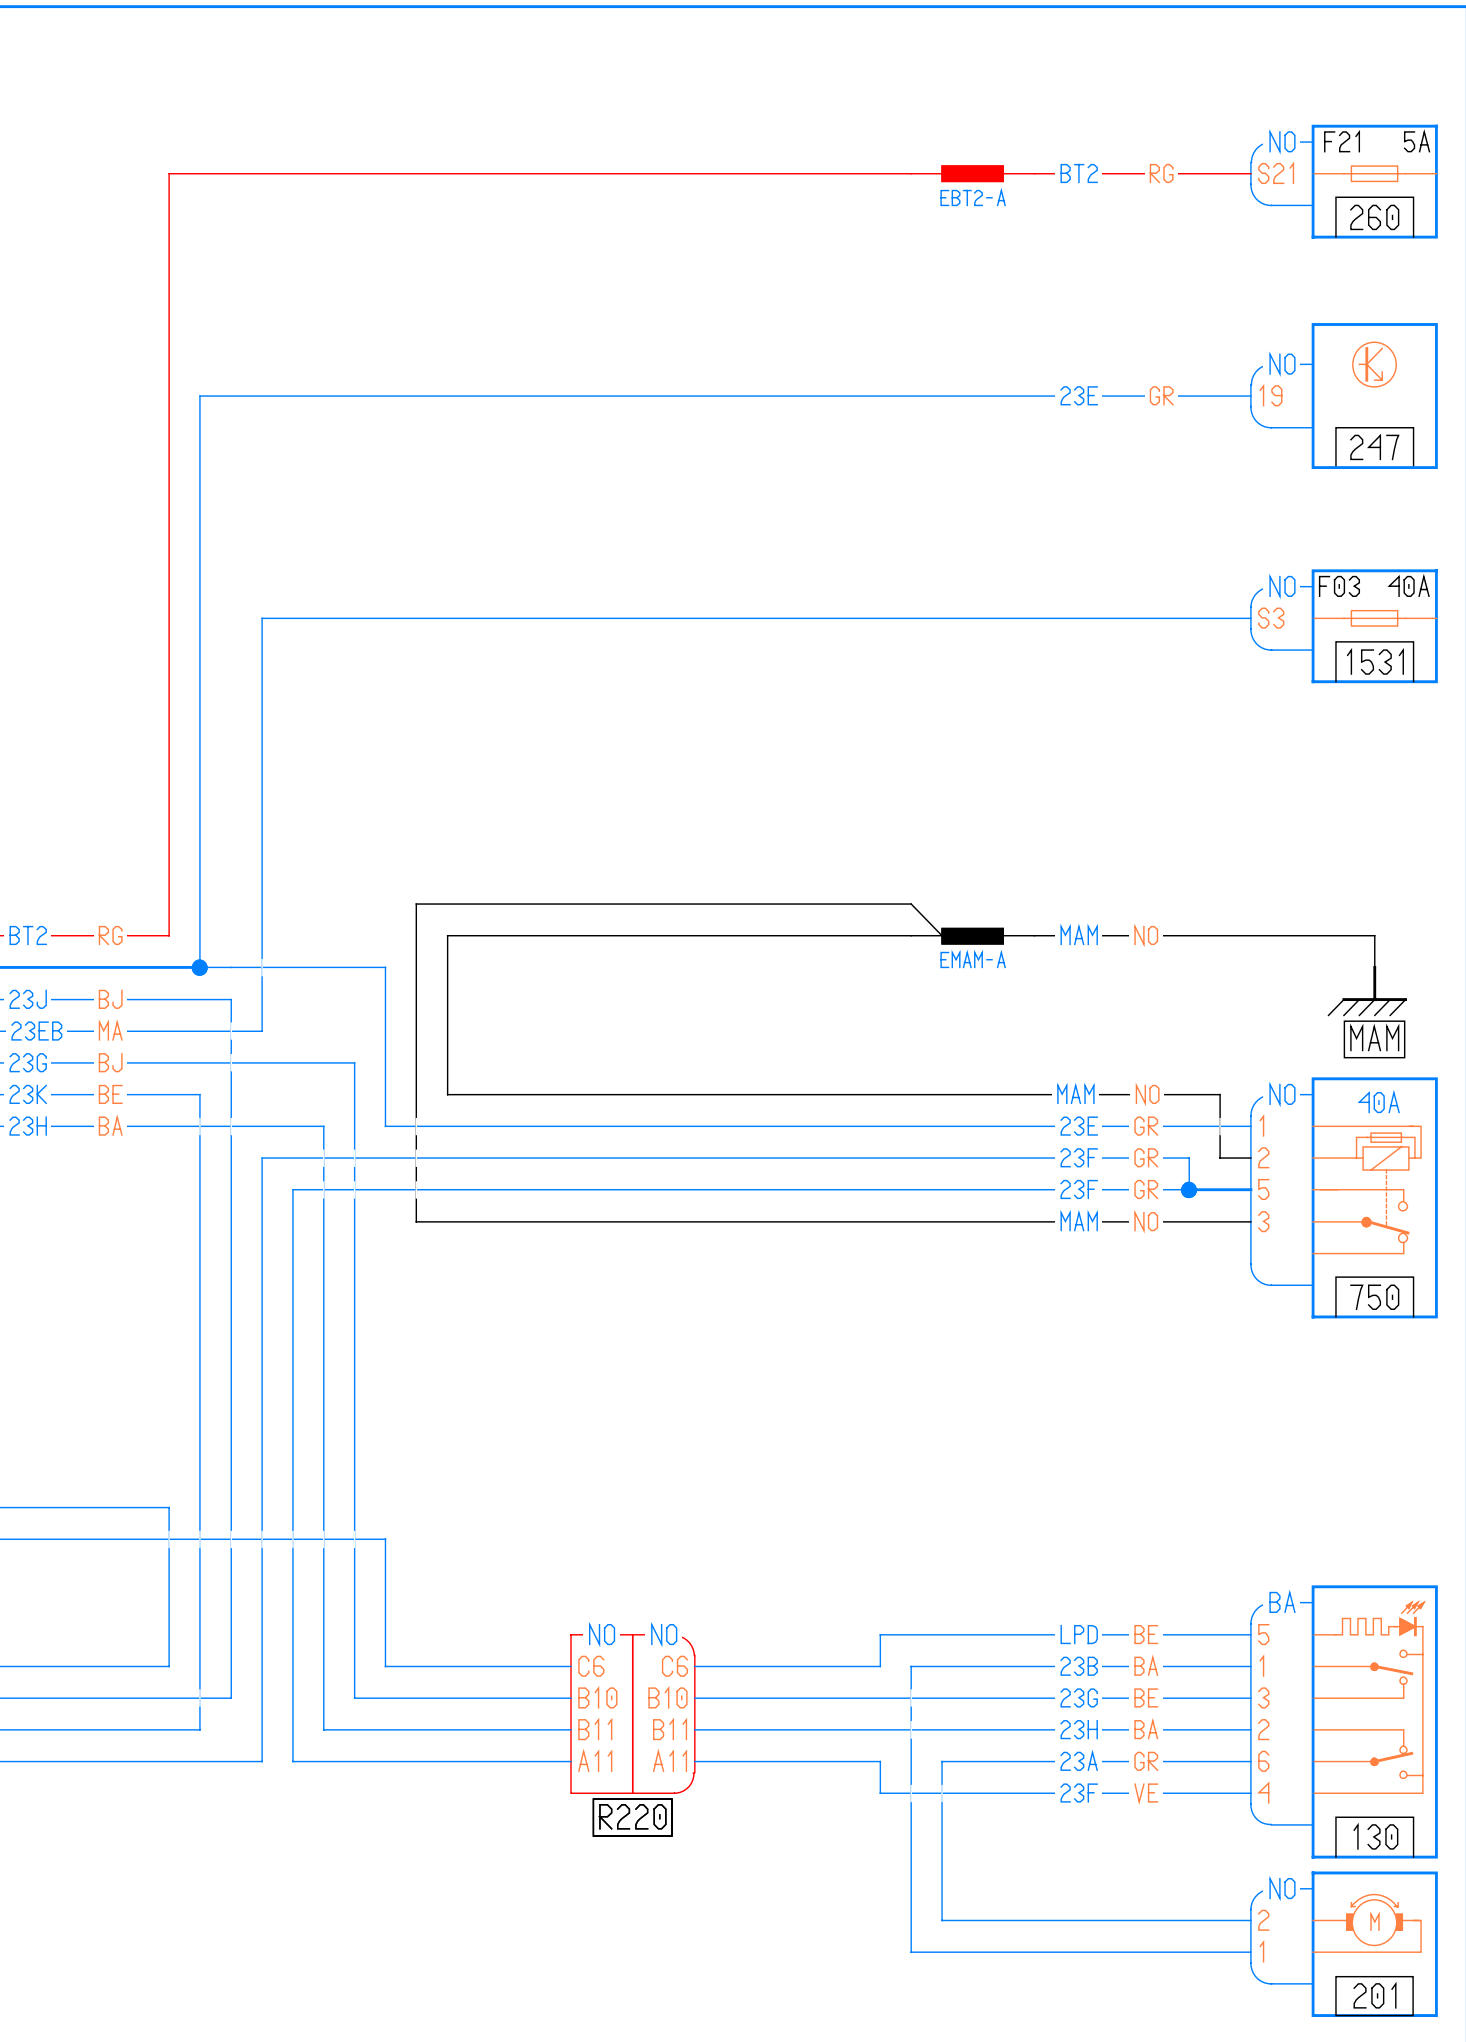 NO F21 5A
BT2 RG S21
EBT2-A
260
NO
23E GR 19
247
NO F03 40A
S3
1531
BT2 RG MAM NO
EMAM-A
23J BJ
23EB MA
MAM
23G BJ
23K BE MAM NO NO 40A
23H BA 23E GR 1
23F GR 2
23F GR 5
MAM NO 3
750
BA
NO NO LPD BE 5
C6 C6 23B BA 1
B10 B10 23G BE 3
B11 B11 23H BA 2
A11 A11 23A GR 6
23F VE 4
R220
130
NO
2 M
1
201